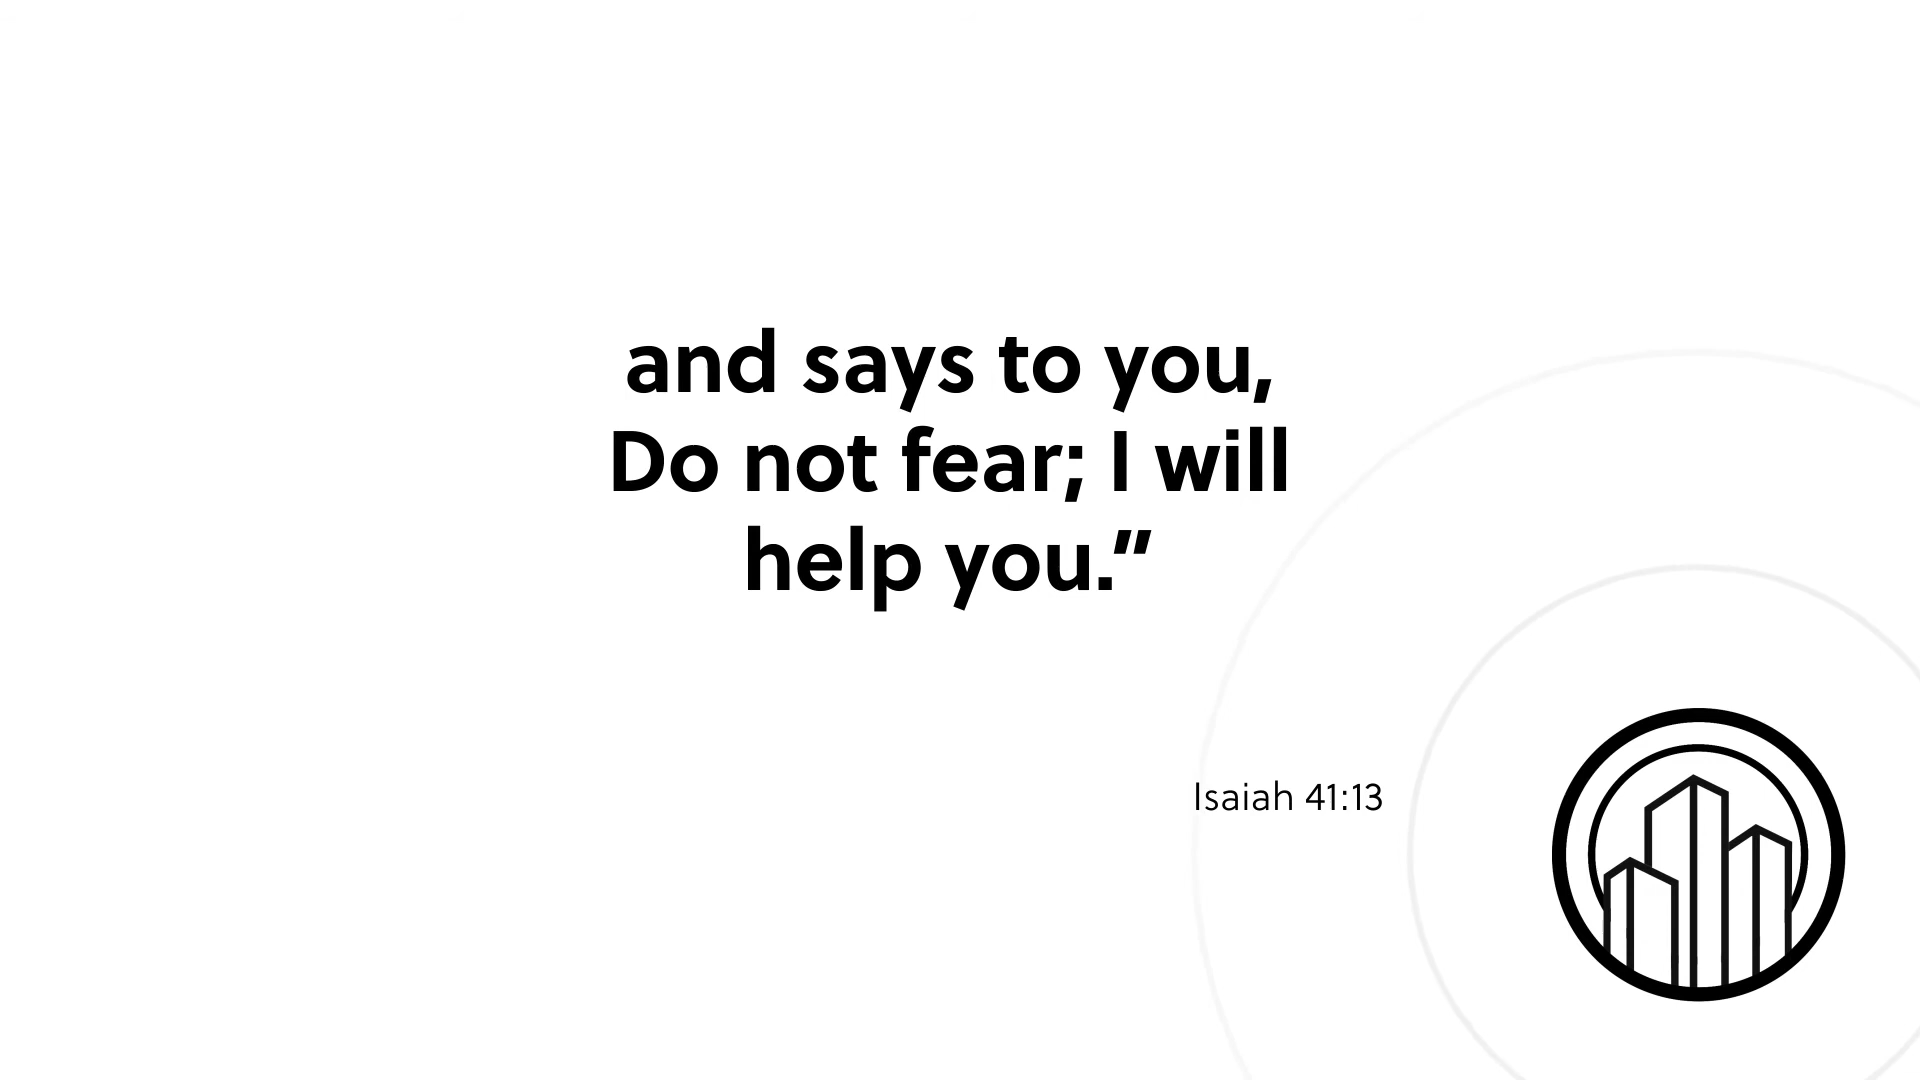 and says to you,
Do not fear; I will
help you.”
Isaiah 41:13